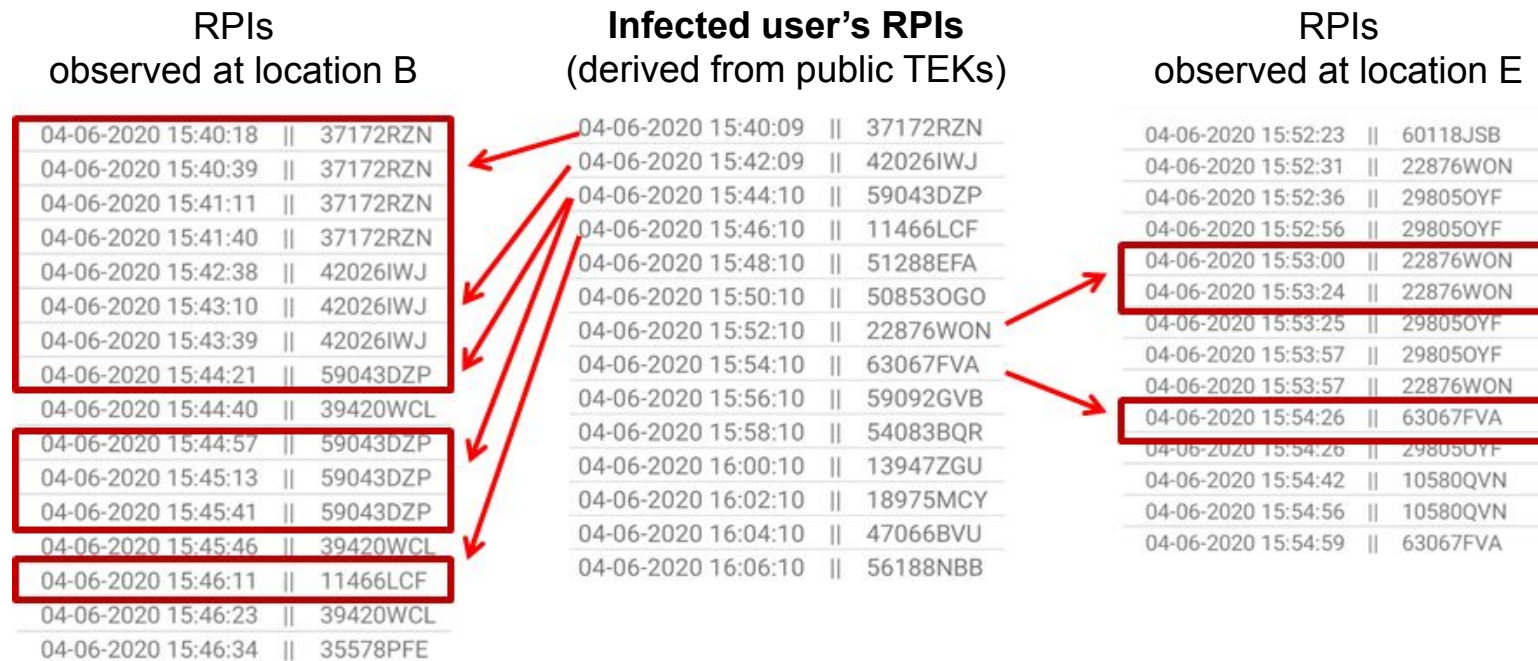 RPIs
observed at location B
04-06-2020 15:40:18 || 37172RZN
04-06-2020 15:40:39 || 37172RZN
04-06-2020 15:41:11 || 37172RZN
04-06-2020 15:41:40 || 37172RZN
04-06-2020 15:42:38 || 42026IWJ
04-06-2020 15:43:10 || 42026IWJ
04-06-2020 15:43:39 || 42026IWJ
04-06-2020 15:44:21 || 59043DZP
04-06-2020 15:44:40 || 39420WCL
04-06-2020 15:44:57 || 59043DZP
04-06-2020 15:45:13 || 59043DZP
04-06-2020 15:45:41 || 59043DZP
04-06-2020 15:45:46 || 39420WCL
04-06-2020 15:46:11 || 11466LCF
04-06-2020 15:46:23 || 39420WCL
04-06-2020 15:46:34 || 35578PFE
Infected user's RPIs
(derived from public TEKs)
04-06-2020 15:40:09 || 37172RZN
04-06-2020 15:42:09 || 42026IWJ
04-06-2020 15:44:10 || 59043DZP
04-06-2020 15:46:10 || 11466LCF
04-06-2020 15:48:10 || 51288EFA
04-06-2020 15:50:10 || 50853OGO
04-06-2020 15:52:10 || 22876WON
04-06-2020 15:54:10 || 63067FVA
04-06-2020 15:56:10 || 59092GVB
04-06-2020 15:58:10 || 54083BQR
04-06-2020 16:00:10 || 13947ZGU
04-06-2020 16:02:10 || 18975MCY
04-06-2020 16:04:10 || 47066BVU
04-06-2020 16:06:10 || 56188NBB
RPIs
observed at location E
04-06-2020 15:52:23 || 60118JSB
04-06-2020 15:52:31 || 22876WON
04-06-2020 15:52:36 || 29805OYF
04-06-2020 15:52:56 || 29805OYF
04-06-2020 15:53:00 || 22876WON
04-06-2020 15:53:24 || 22876WON
04-06-2020 15:53:25 || 29805OYF
04-06-2020 15:53:57 || 29805OYF
04-06-2020 15:53:57 || 22876WON
04-06-2020 15:54:26 || 63067FVA
04-06-2020 15:54:26 || 29805OYF
04-06-2020 15:54:42 || 10580QVN
04-06-2020 15:54:56 || 10580QVN
04-06-2020 15:54:59 || 63067FVA